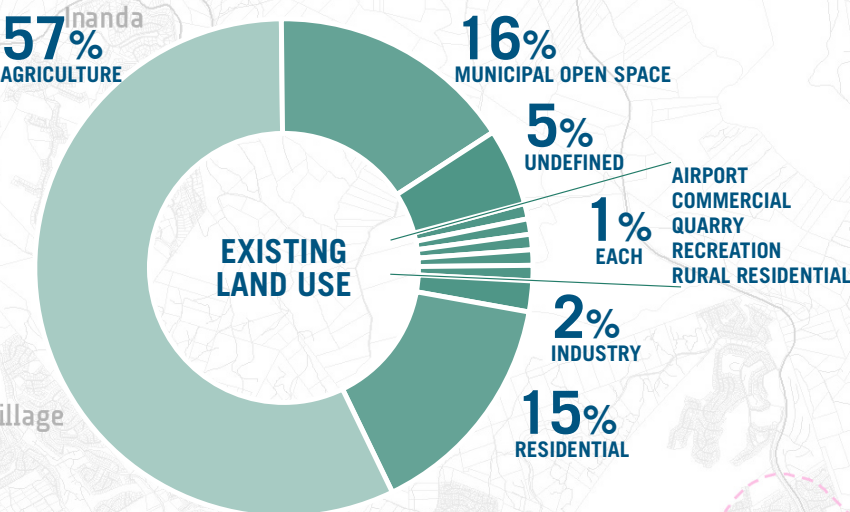 Inanda
57%
AGRICULTURE
16%
MUNICIPAL OPEN SPACE
5%
UNDEFINED
1%
EACH
AIRPORT
COMMERCIAL
QUARRY
RECREATION
RURAL RESIDENTIAL
EXISTING
LAND USE
2%
INDUSTRY
15%
RESIDENTIAL
illage